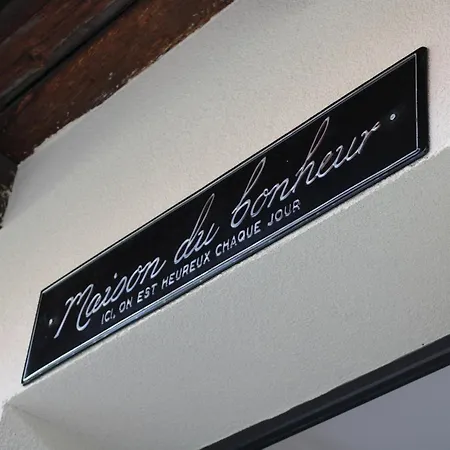 Maison du bonheur
ICI, ON EST HEUREUX CHAQUE JOUR